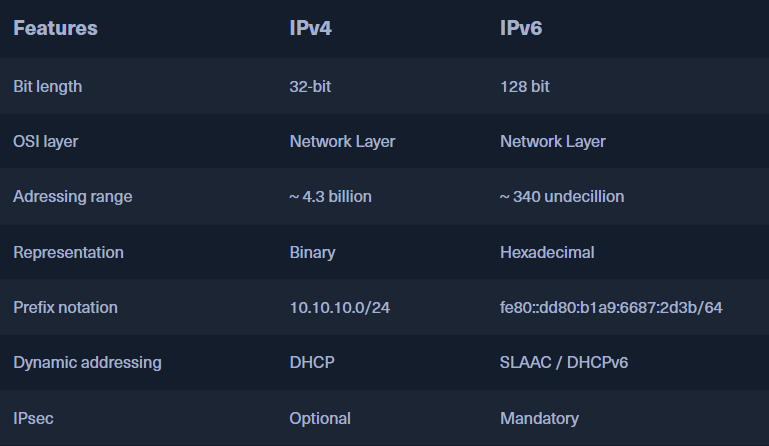 Features IPv4 IPv6
Bit length 32-bit 128 bit
OSI layer Network Layer Network Layer
Adressing range ~ 4.3 billion ~ 340 undecillion
Representation Binary Hexadecimal
Prefix notation 10.10.10.0/24 fe80::dd80:b1a9:6687:2d3b/64
Dynamic addressing DHCP SLAAC / DHCPv6
IPsec Optional Mandatory